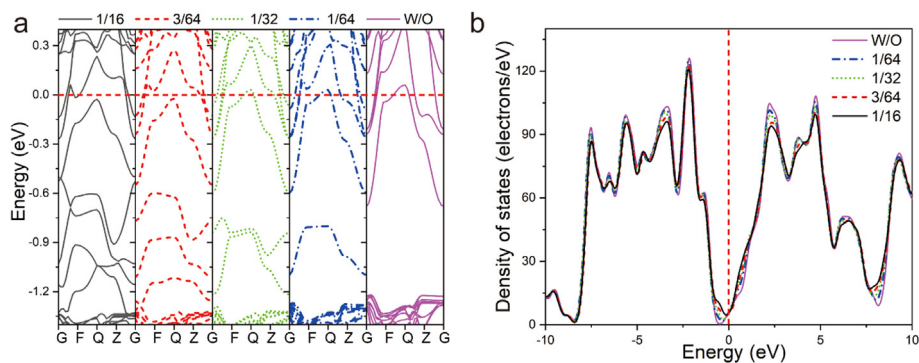 a
1/16 3/64 1/32 1/64 W/O
Energy (eV)
0.3
0.0
-0.3
-0.6
-0.9
-1.2
G F Q Z G F Q Z G F Q Z G F Q Z G F Q Z G
b
Density of states (electrons/eV)
120
90
60
30
0
W/O
1/64
1/32
3/64
1/16
-10 -5 0 5 10
Energy (eV)